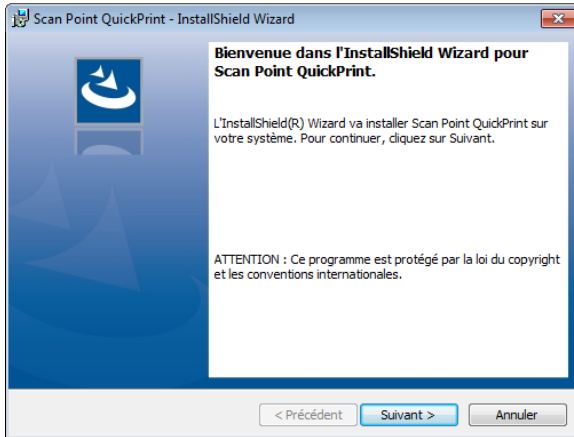 Scan Point QuickPrint - InstallShield Wizard
Bienvenue dans l'InstallShield Wizard pour
Scan Point QuickPrint.
L'InstallShield(R) Wizard va installer Scan Point QuickPrint sur
votre système. Pour continuer, cliquez sur Suivant.
ATTENTION : Ce programme est protégé par la loi du copyright
et les conventions internationales.
< Précédent Suivant > Annuler